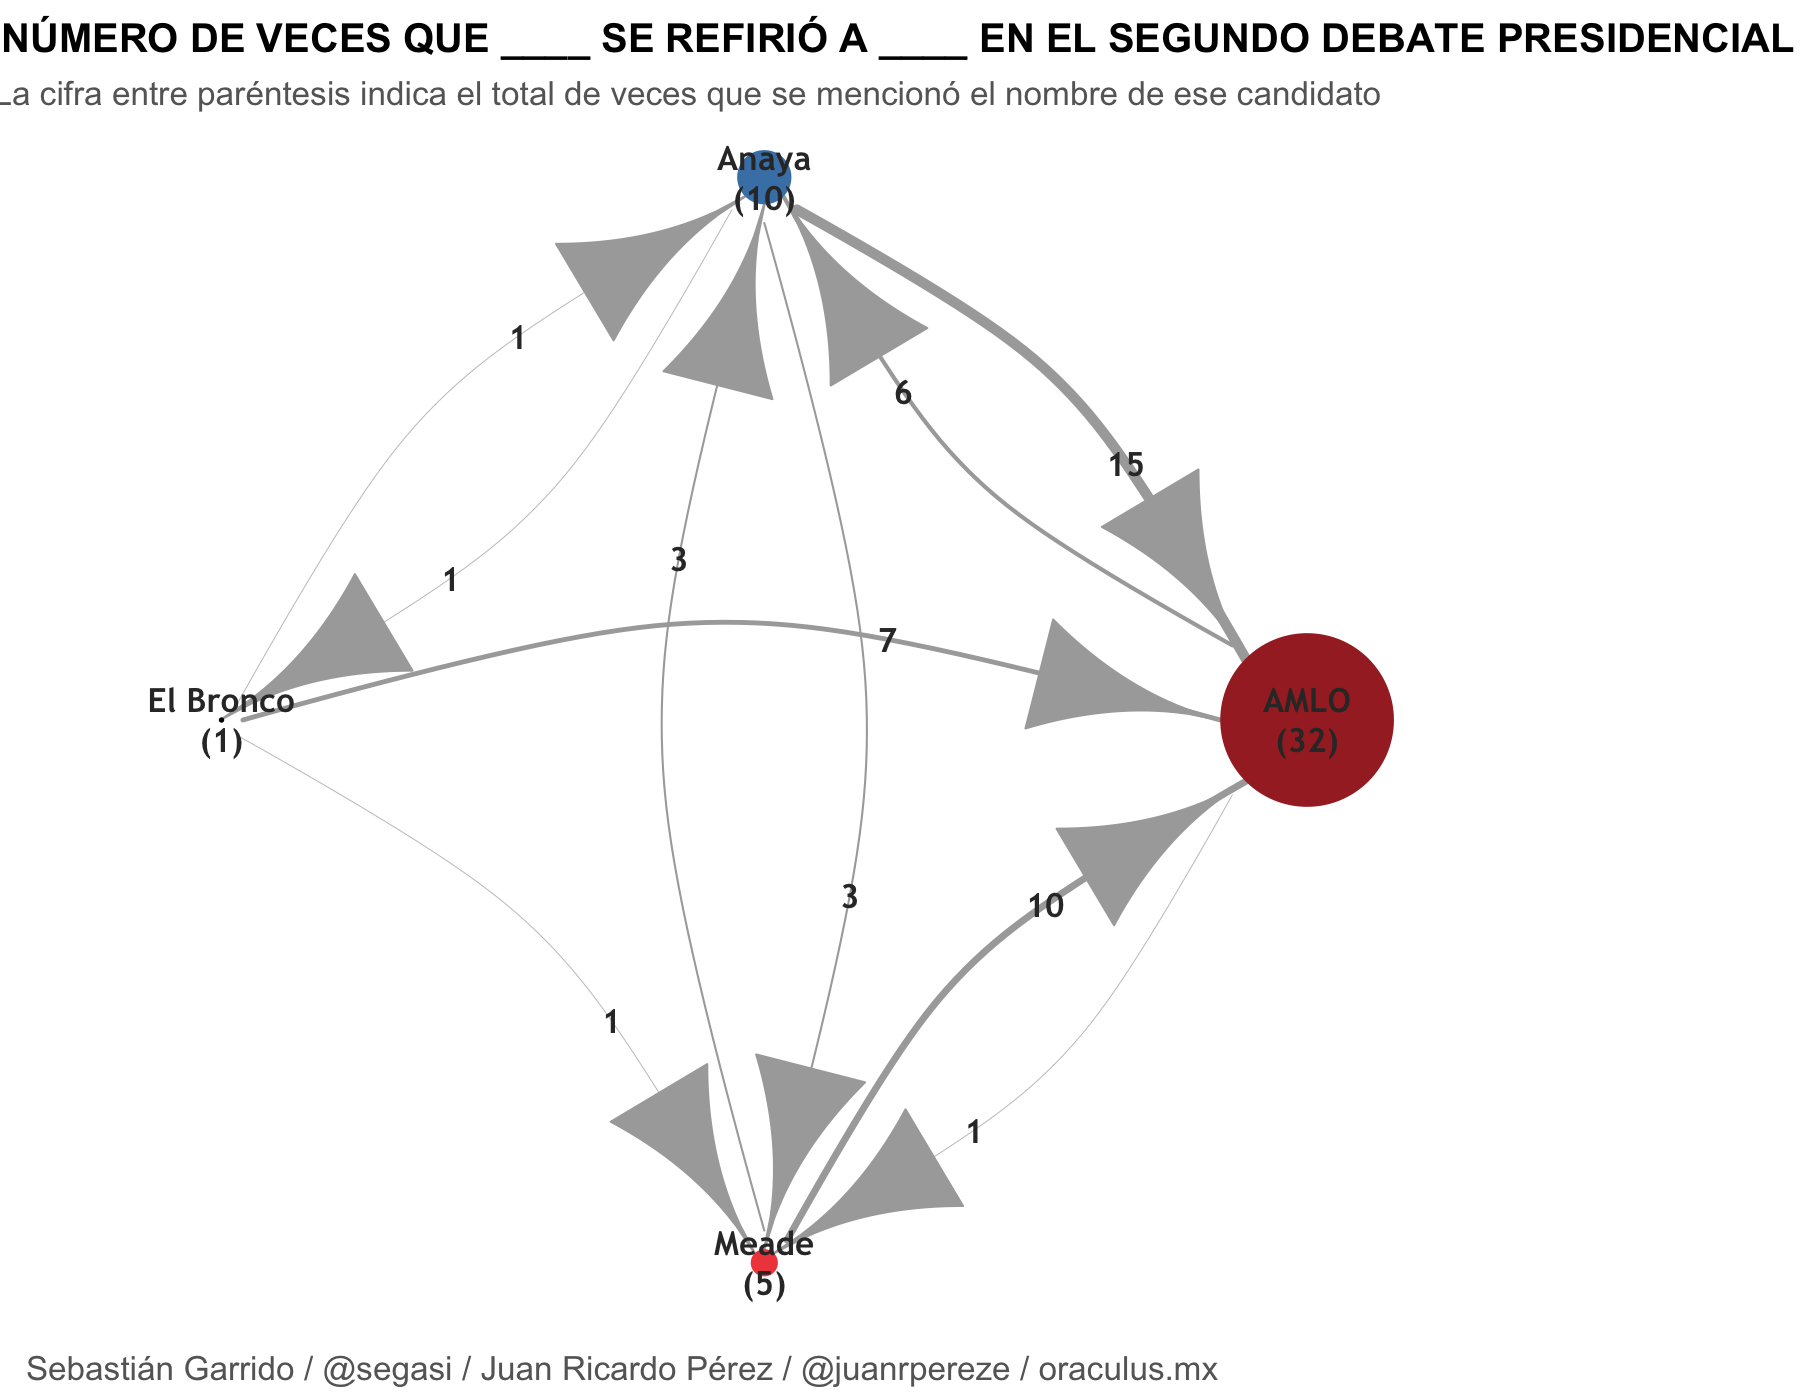 NÚMERO DE VECES QUE ____ SE REFIRIÓ A ____ EN EL SEGUNDO DEBATE PRESIDENCIAL
La cifra entre paréntesis indica el total de veces que se mencionó el nombre de ese candidato
Anaya
(10)
1
6
15
3
1
7
El Bronco
(1)
AMLO
(32)
3
10
1
1
Meade
(5)
Sebastián Garrido / @segasi / Juan Ricardo Pérez / @juanrpereze / oraculus.mx